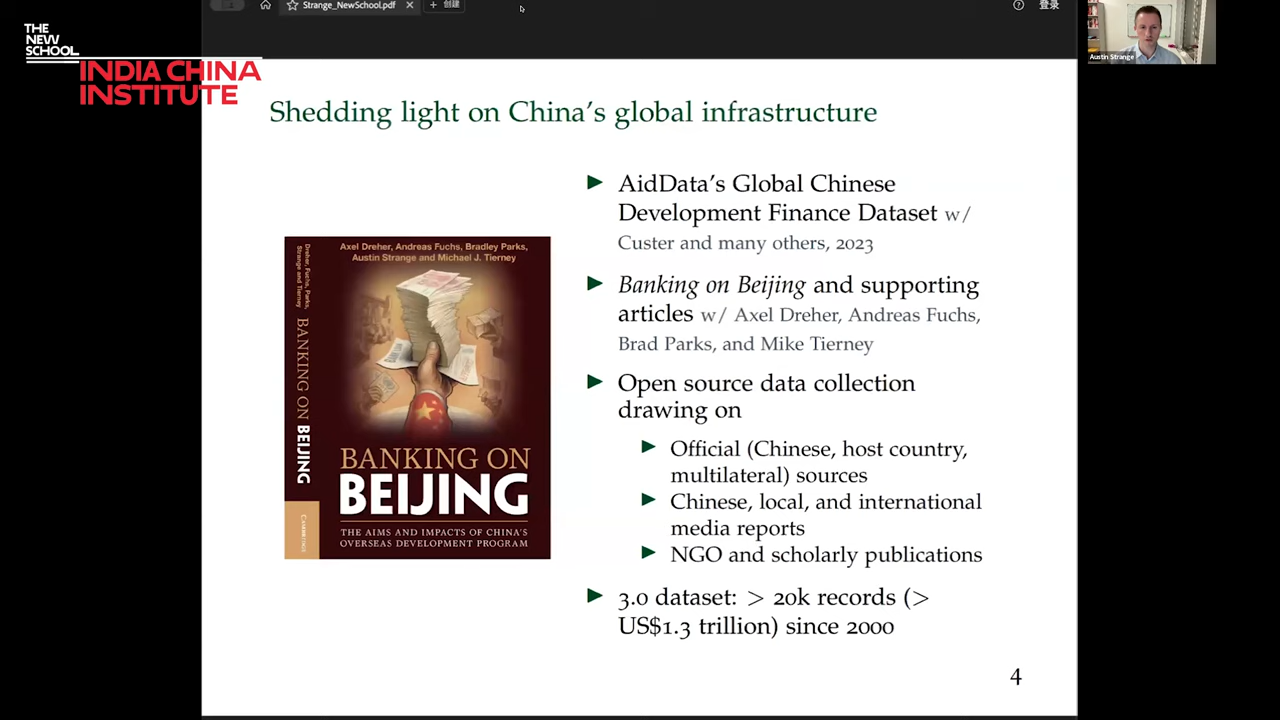 Strange_NewSchool.pdf
创建
登录
THE
NEW
SCHOOL
INDIA CHINA
INSTITUTE
Austin Strange
Shedding light on China's global infrastructure
Dreher, Fuchs, Parks,
Strange and Tierney
BANKING ON BEIJING
CAMBRIDGE
Axel Dreher, Andreas Fuchs, Bradley Parks,
Austin Strange and Michael J. Tierney
BANKING ON
BEIJING
THE AIMS AND IMPACTS OF CHINA'S
OVERSEAS DEVELOPMENT PROGRAM
▶ AidData's Global Chinese
Development Finance Dataset w/
Custer and many others, 2023
▶ Banking on Beijing and supporting
articles w/ Axel Dreher, Andreas Fuchs,
Brad Parks, and Mike Tierney
▶ Open source data collection
drawing on
▶ Official (Chinese, host country,
multilateral) sources
▶ Chinese, local, and international
media reports
▶ NGO and scholarly publications
▶ 3.0 dataset: > 20k records (>
US$1.3 trillion) since 2000
4